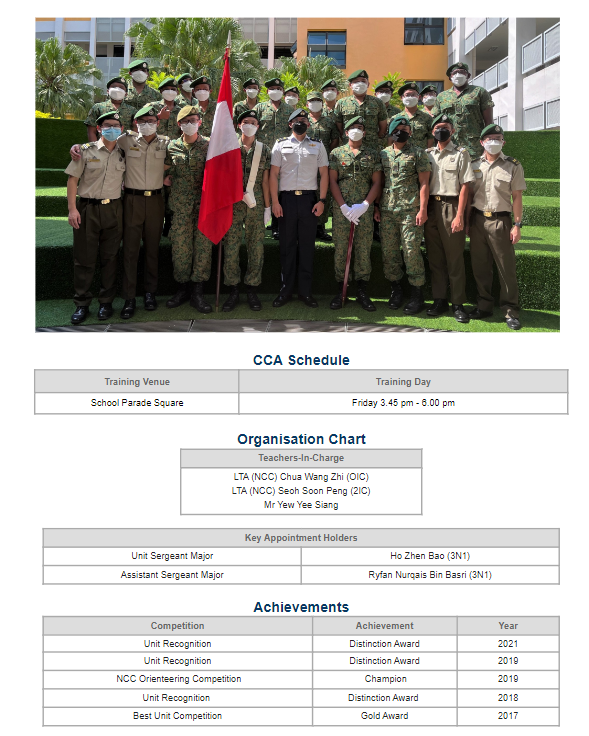 CCA Schedule
Training Venue Training Day
School Parade Square Friday 3.45 pm - 6.00 pm
Organisation Chart
Teachers-In-Charge
LTA (NCC) Chua Wang Zhi (OIC)
LTA (NCC) Seoh Soon Peng (2IC)
Mr Yew Yee Siang
Key Appointment Holders
Unit Sergeant Major Ho Zhen Bao (3N1)
Assistant Sergeant Major Ryfan Nurqais Bin Basri (3N1)
Achievements
Competition Achievement Year
Unit Recognition Distinction Award 2021
Unit Recognition Distinction Award 2019
NCC Orienteering Competition Champion 2019
Unit Recognition Distinction Award 2018
Best Unit Competition Gold Award 2017